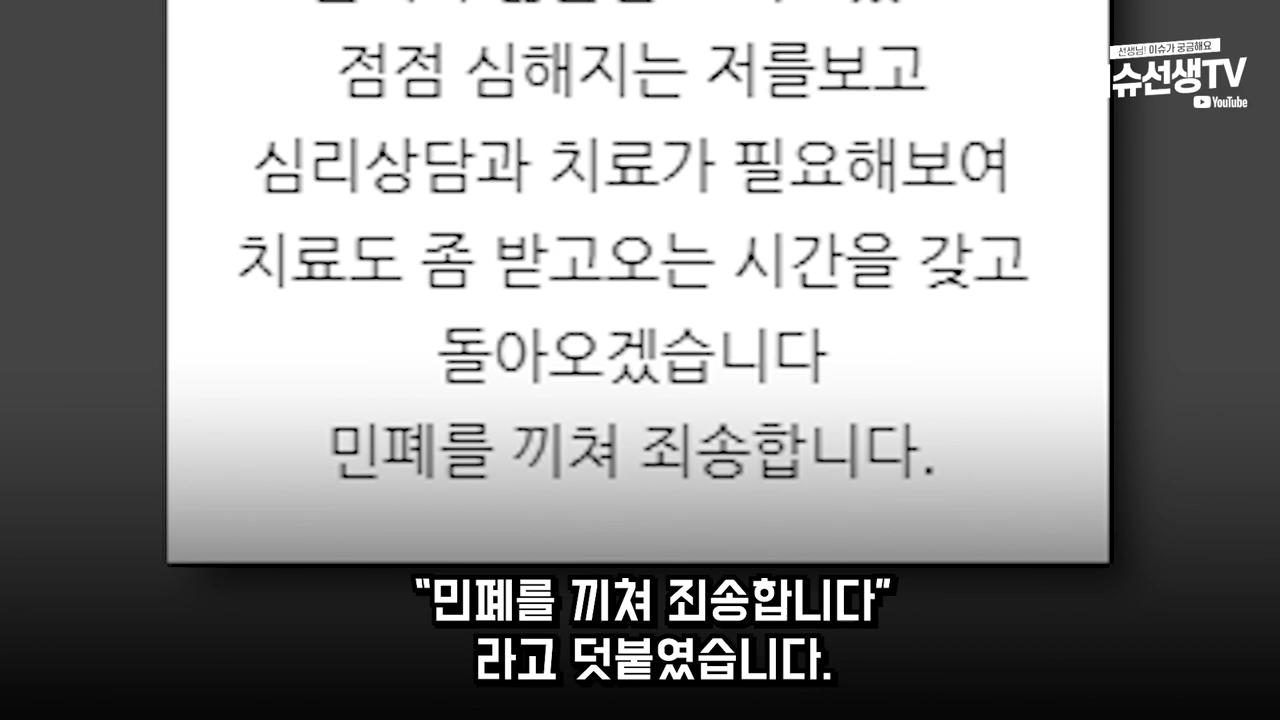 점점 심해지는 저를보고
심리상담과 치료가 필요해보여
치료도 좀 받고오는 시간을 갖고
돌아오겠습니다
민폐를 끼쳐 죄송합니다.
선생님! 이슈가 궁금해요
슈선생TV
YouTube
“민폐를 끼쳐 죄송합니다”
라고 덧붙였습니다.